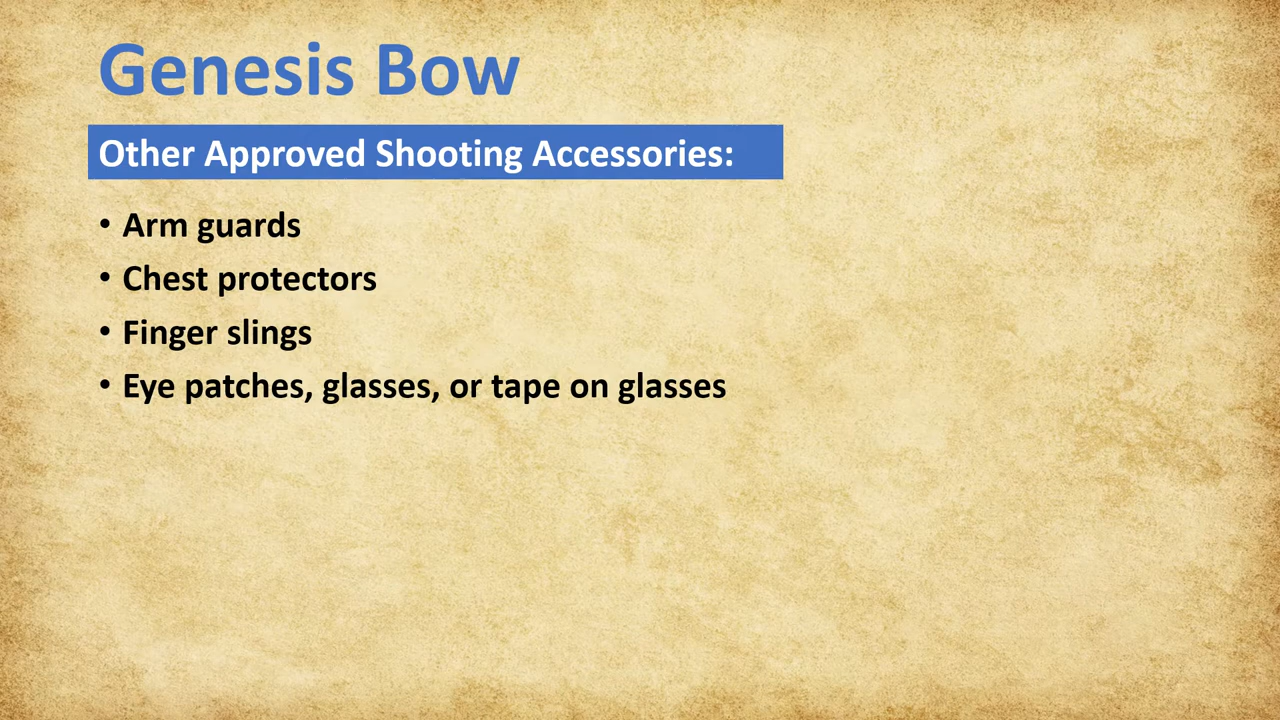 Genesis Bow
Other Approved Shooting Accessories:
• Arm guards
• Chest protectors
• Finger slings
• Eye patches, glasses, or tape on glasses